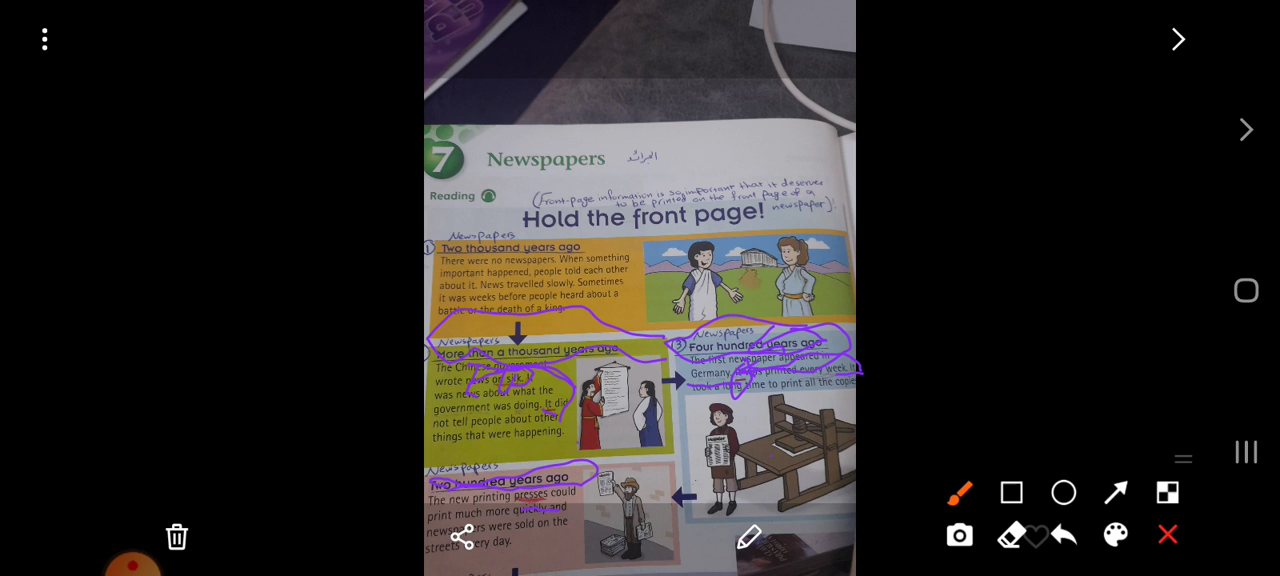 7 Newspapers الجرائد
Reading
(Front-page information is so important that it deserves
to be printed on the front page of a
newspaper).
Hold the front page!
Newspapers
1 Two thousand years ago
There were no newspapers. When something
important happened, people told each other
about it. News travelled slowly. Sometimes
it was weeks before people heard about a
battle or the death of a king.
Newspapers
More than a thousand years ago
The Chinese government
wrote news on silk. It
was news about what the
government was doing. It did
not tell people about other
things that were happening.
Newspapers
3 Four hundred years ago
The first newspaper appeared in
Germany. It was printed every week. It
took a long time to print all the copies
Newspapers
Two hundred years ago
The new printing presses could
print much more quickly and
newspapers were sold on the
streets every day.